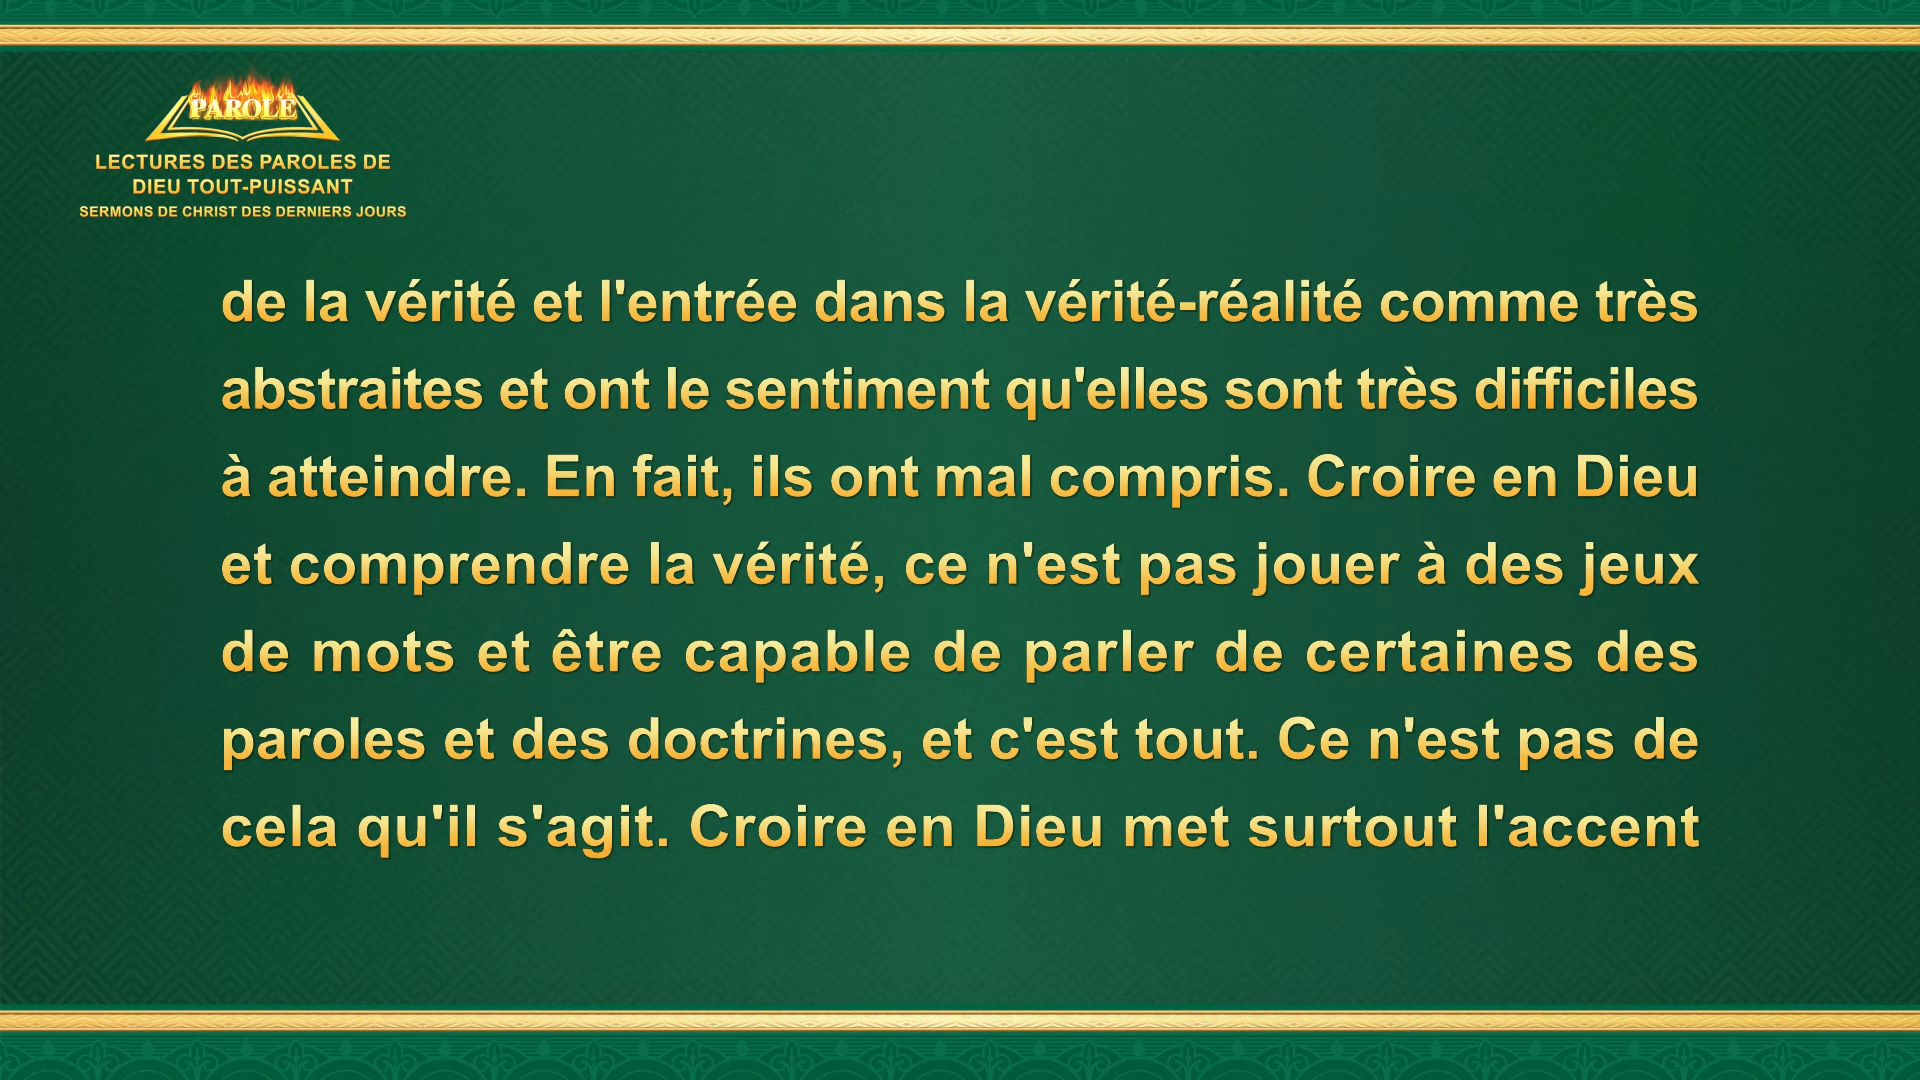 PAROLE
LECTURES DES PAROLES DE
DIEU TOUT-PUISSANT
SERMONS DE CHRIST DES DERNIERS JOURS
de la vérité et l'entrée dans la vérité-réalité comme très
abstraites et ont le sentiment qu'elles sont très difficiles
à atteindre. En fait, ils ont mal compris. Croire en Dieu
et comprendre la vérité, ce n'est pas jouer à des jeux
de mots et être capable de parler de certaines des
paroles et des doctrines, et c'est tout. Ce n'est pas de
cela qu'il s'agit. Croire en Dieu met surtout l'accent